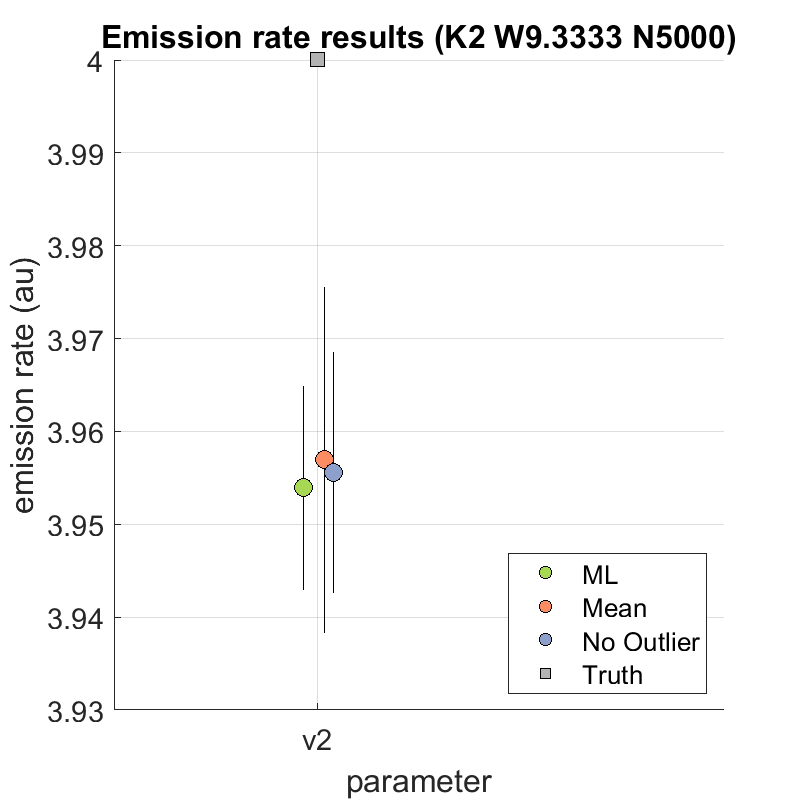 Emission rate results (K2 W9.3333 N5000)
4
3.99
3.98
3.97
3.96
3.95
3.94
3.93
emission rate (au)
v2
parameter
ML
Mean
No Outlier
Truth